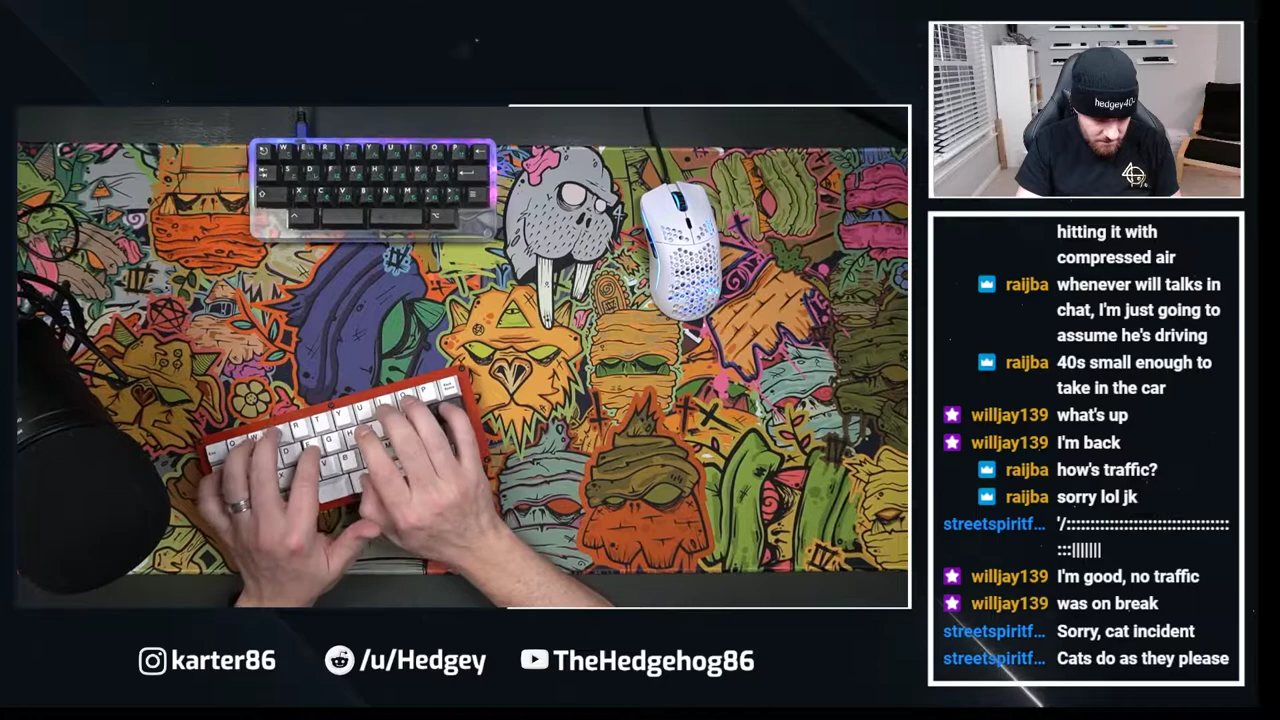 hedgey40
hitting it with
compressed air
raijba whenever will talks in
chat, I'm just going to
assume he's driving
raijba 40s small enough to
take in the car
willjay139 what's up
willjay139 I'm back
raijba how's traffic?
raijba sorry lol jk
streetspiritf... '/::::::::::::::::::::::::::::::::::
:::|||||||
willjay139 I'm good, no traffic
willjay139 was on break
streetspiritf... Sorry, cat incident
streetspiritf... Cats do as they please
W E R T Y U I O P
S D F G H J K L
X C V B N M
R T Y U
P
D
G H
V B
karter86
/u/Hedgey
TheHedgehog86